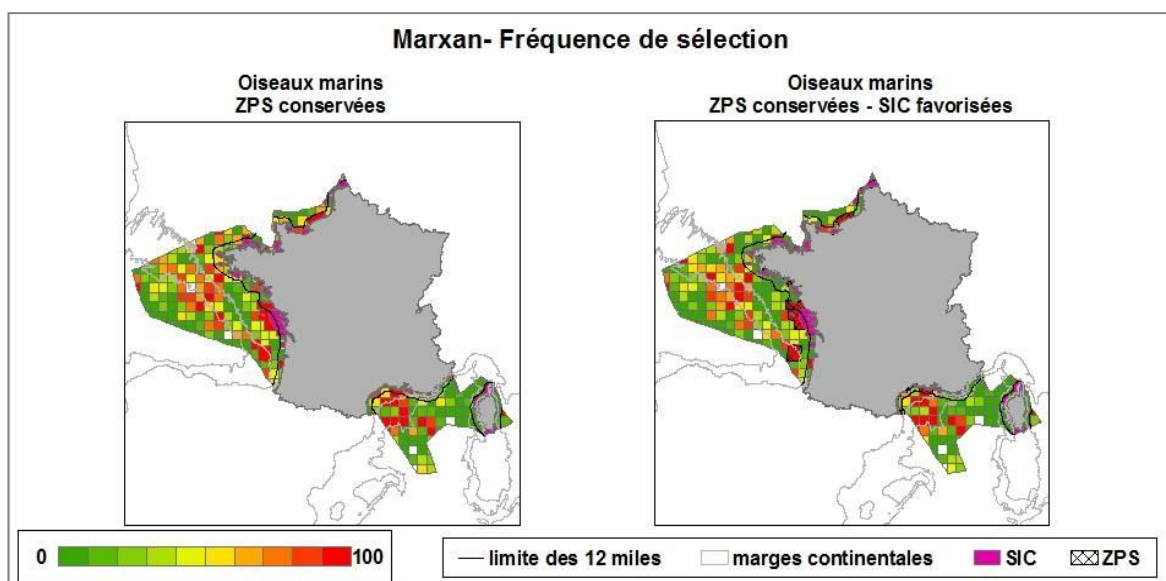 Marxan- Fréquence de sélection
Oiseaux marins
ZPS conservées
Oiseaux marins
ZPS conservées - SIC favorisées
0
100
limite des 12 miles
marges continentales
SIC
ZPS